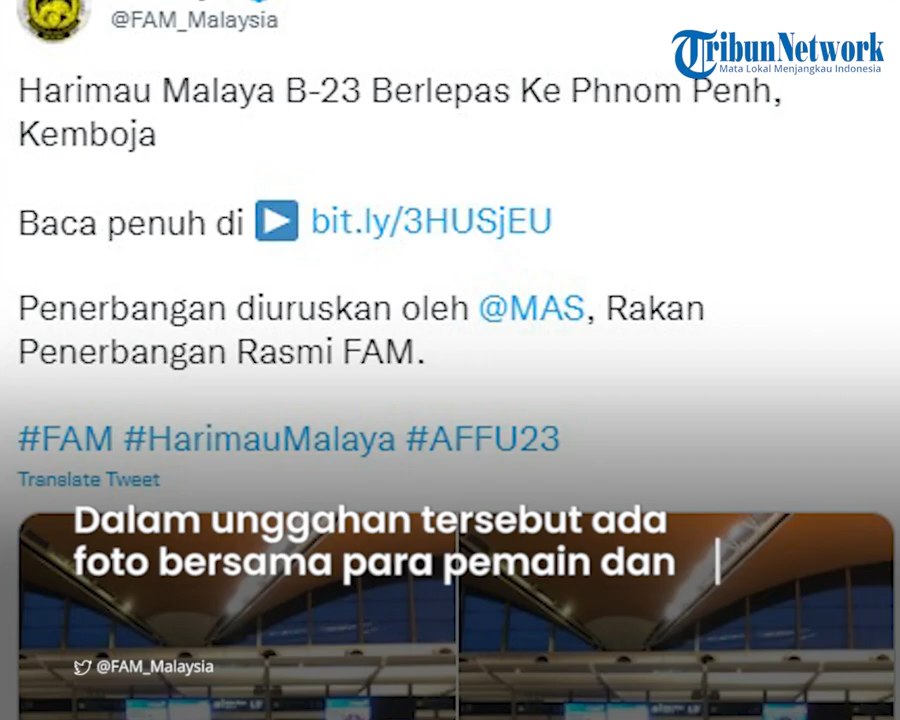 @FAM_Malaysia
TribunNetwork
Mata Lokal Menjangkau Indonesia
Harimau Malaya B-23 Berlepas Ke Phnom Penh,
Kemboja
Baca penuh di bit.ly/3HUSjEU
Penerbangan diuruskan oleh @MAS, Rakan
Penerbangan Rasmi FAM.
#FAM #HarimauMalaya #AFFU23
Translate Tweet
Dalam unggahan tersebut ada
foto bersama para pemain dan
@FAM_Malaysia